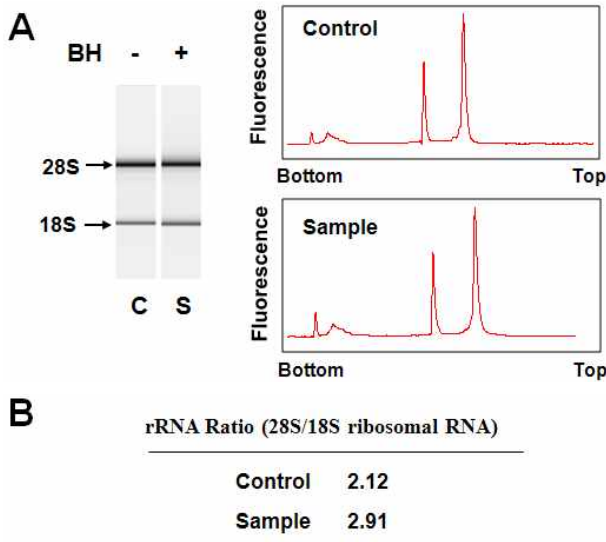 A
BH - +
28S
18S
C S
Control
Fluorescence
Bottom Top
Sample
Fluorescence
Bottom Top
B
rRNA Ratio (28S/18S ribosomal RNA)
Control 2.12
Sample 2.91